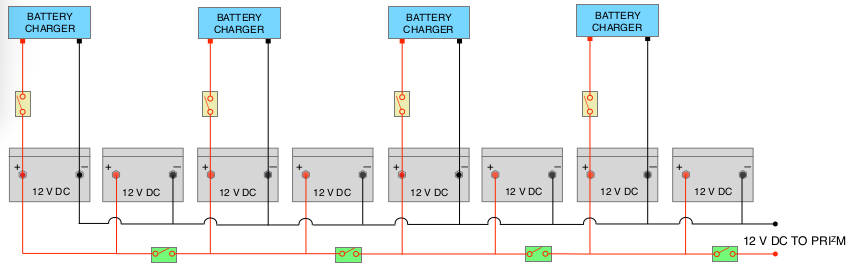 BATTERY
CHARGER
BATTERY
CHARGER
BATTERY
CHARGER
BATTERY
CHARGER
+ −
12 V DC
+ −
12 V DC
+ −
12 V DC
+ −
12 V DC
+ −
12 V DC
+ −
12 V DC
+ −
12 V DC
+ −
12 V DC
12 V DC TO PRIᶻM